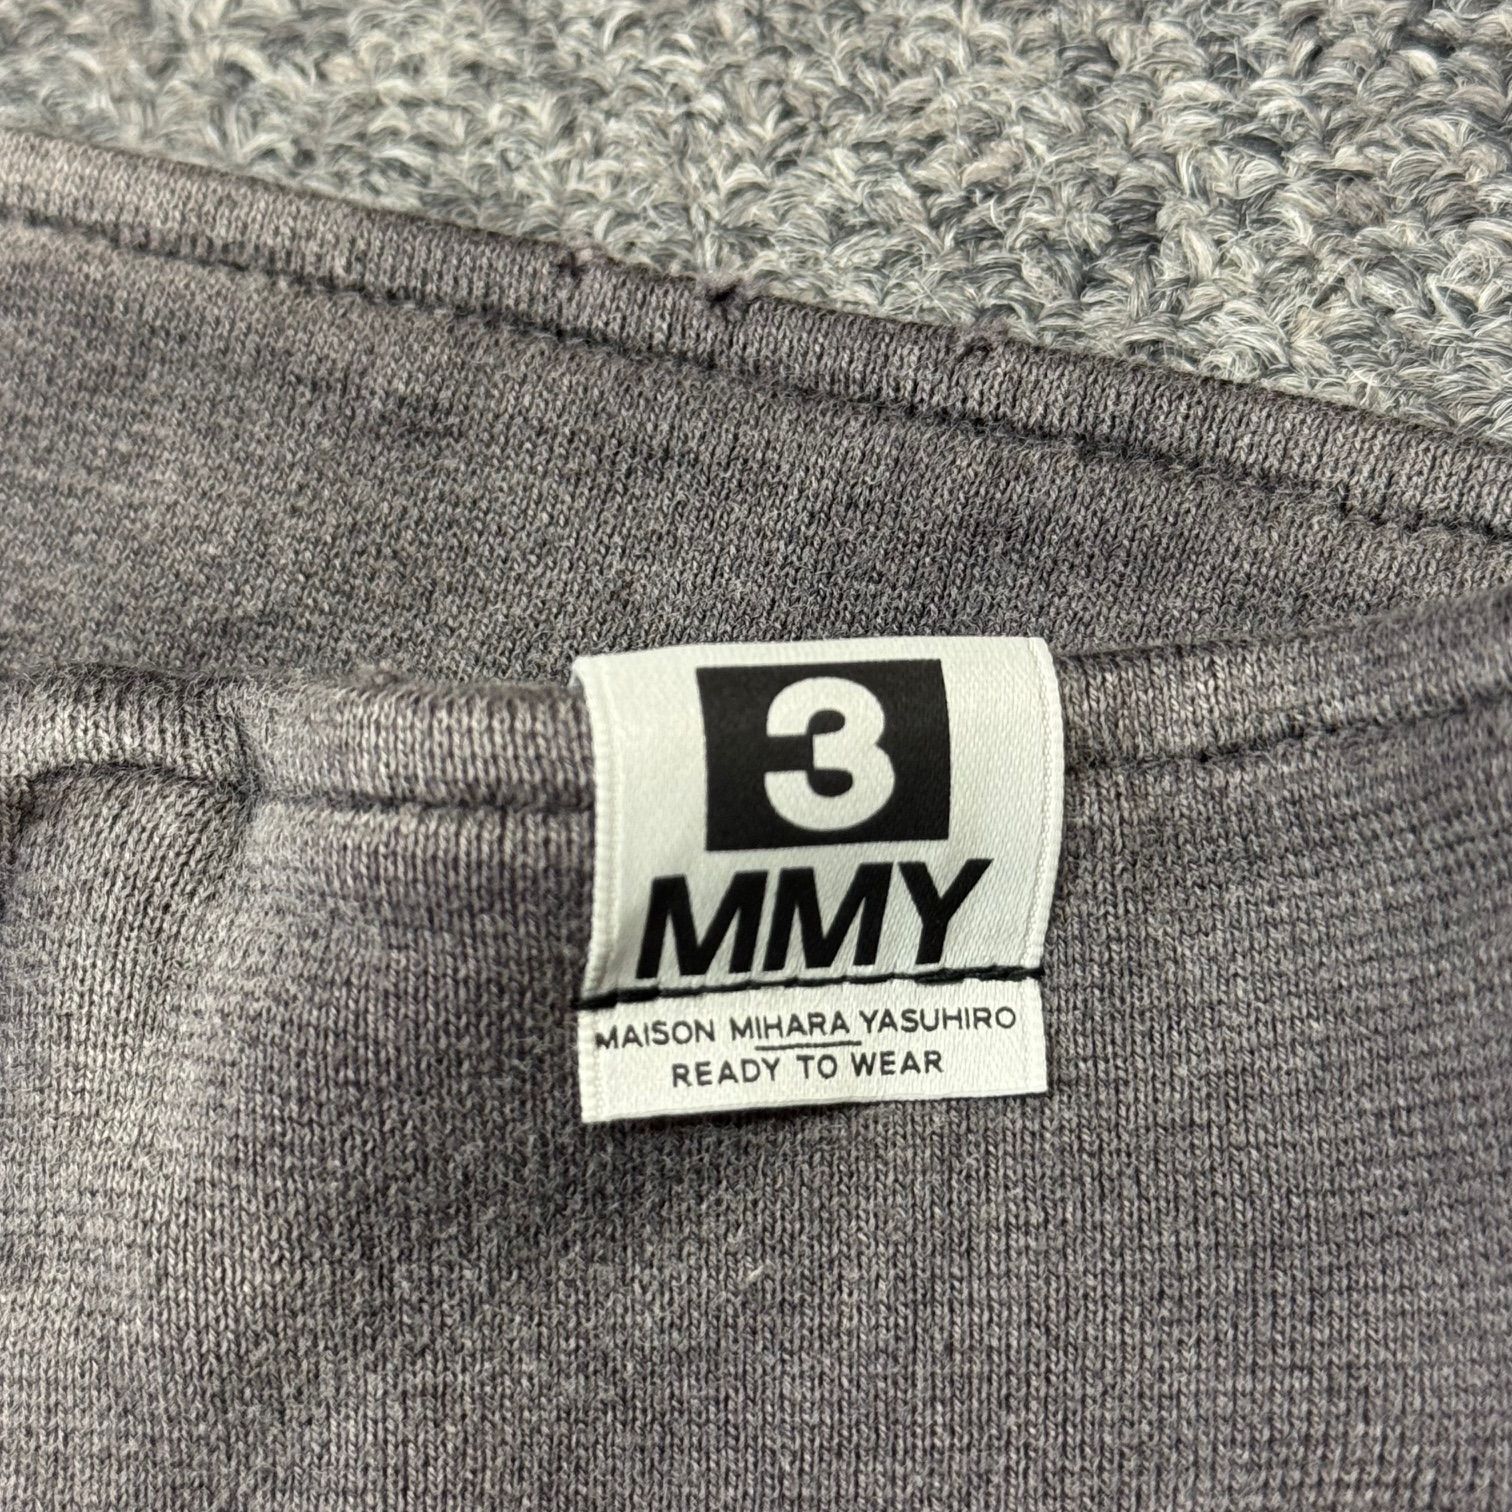 3
MMY
MAISON MIHARA YASUHIRO
READY TO WEAR